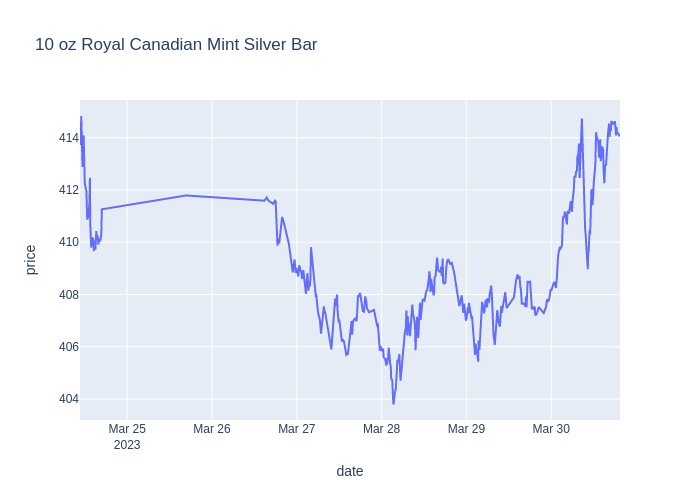 10 oz Royal Canadian Mint Silver Bar
price
414
412
410
408
406
404
Mar 25
2023
Mar 26
Mar 27
Mar 28
Mar 29
Mar 30
date